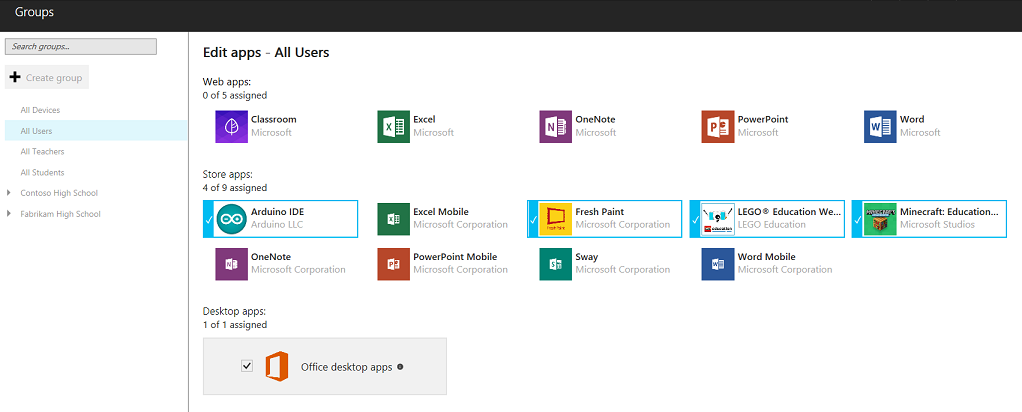 Groups
Search groups...
Create group
All Devices
All Users
All Teachers
All Students
Contoso High School
Fabrikam High School
Edit apps - All Users
Web apps:
0 of 5 assigned
Classroom
Microsoft
Excel
Microsoft
OneNote
Microsoft
PowerPoint
Microsoft
Word
Microsoft
Store apps:
4 of 9 assigned
Arduino IDE
Arduino LLC
Excel Mobile
Microsoft Corporation
Fresh Paint
Microsoft Corporation
LEGO® Education We...
LEGO Education
Minecraft: Education...
Microsoft Studios
OneNote
Microsoft Corporation
PowerPoint Mobile
Microsoft Corporation
Sway
Microsoft Corporation
Word Mobile
Microsoft Corporation
Desktop apps:
1 of 1 assigned
Office desktop apps